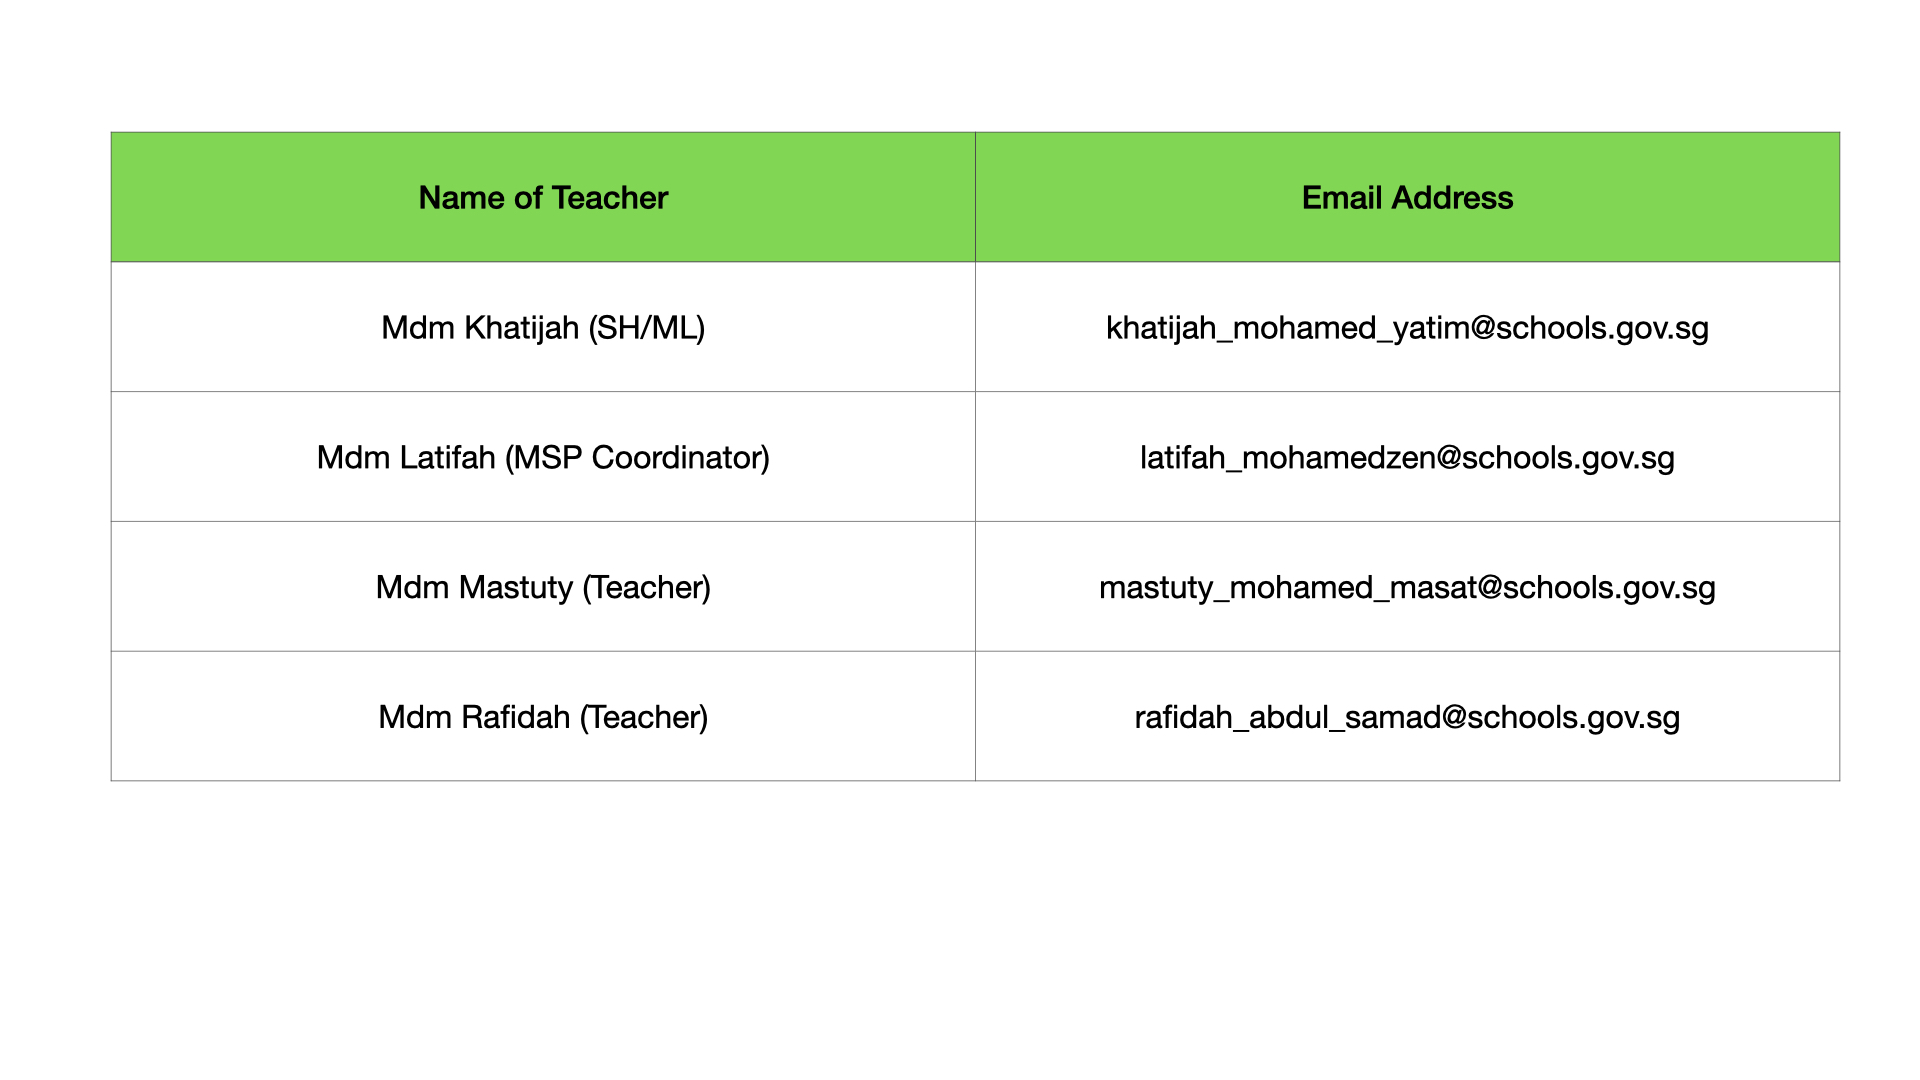 Name of Teacher Email Address
Mdm Khatijah (SH/ML) khatijah_mohamed_yatim@schools.gov.sg
Mdm Latifah (MSP Coordinator) latifah_mohamedzen@schools.gov.sg
Mdm Mastuty (Teacher) mastuty_mohamed_masat@schools.gov.sg
Mdm Rafidah (Teacher) rafidah_abdul_samad@schools.gov.sg